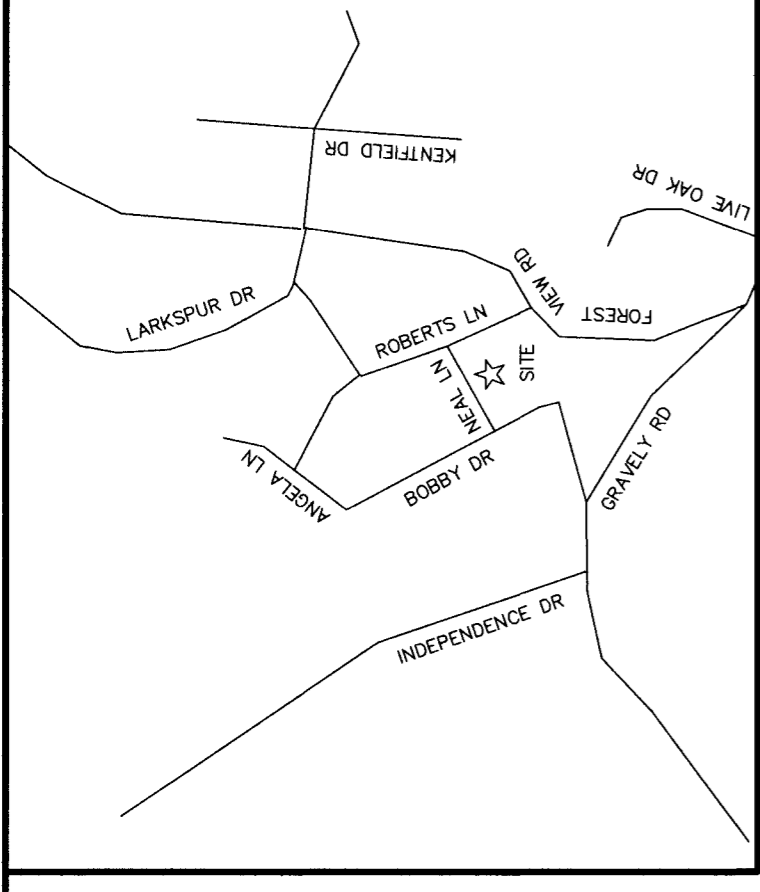 KENTFIELD DR
LIVE OAK DR
LARKSPUR DR
VIEW RD
FOREST
ROBERTS LN
NEAL LN
SITE
ANGELA LN
BOBBY DR
GRAVELY RD
INDEPENDENCE DR